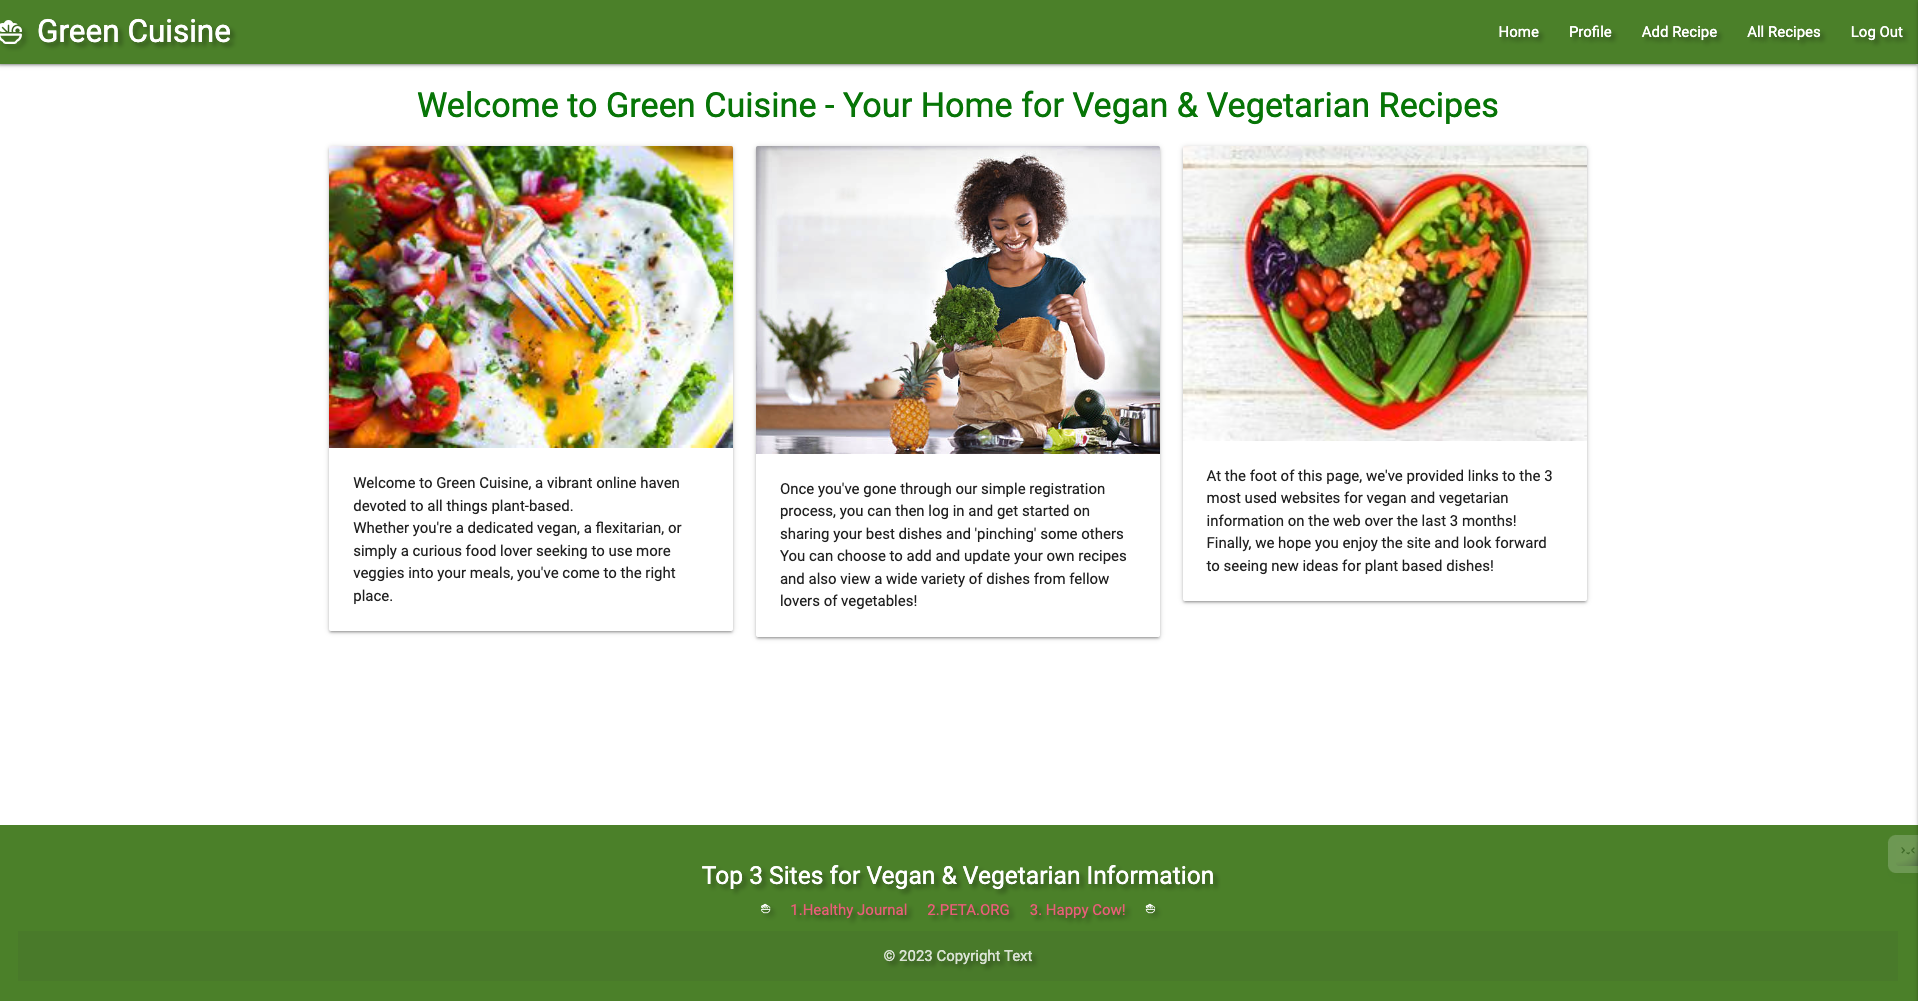 Green Cuisine
Home Profile Add Recipe All Recipes Log Out
Welcome to Green Cuisine - Your Home for Vegan & Vegetarian Recipes
Welcome to Green Cuisine, a vibrant online haven
devoted to all things plant-based.
Whether you're a dedicated vegan, a flexitarian, or
simply a curious food lover seeking to use more
veggies into your meals, you've come to the right
place.
Once you've gone through our simple registration
process, you can then log in and get started on
sharing your best dishes and 'pinching' some others
You can choose to add and update your own recipes
and also view a wide variety of dishes from fellow
lovers of vegetables!
At the foot of this page, we've provided links to the 3
most used websites for vegan and vegetarian
information on the web over the last 3 months!
Finally, we hope you enjoy the site and look forward
to seeing new ideas for plant based dishes!
Top 3 Sites for Vegan & Vegetarian Information
1.Healthy Journal 2.PETA.ORG 3. Happy Cow!
© 2023 Copyright Text